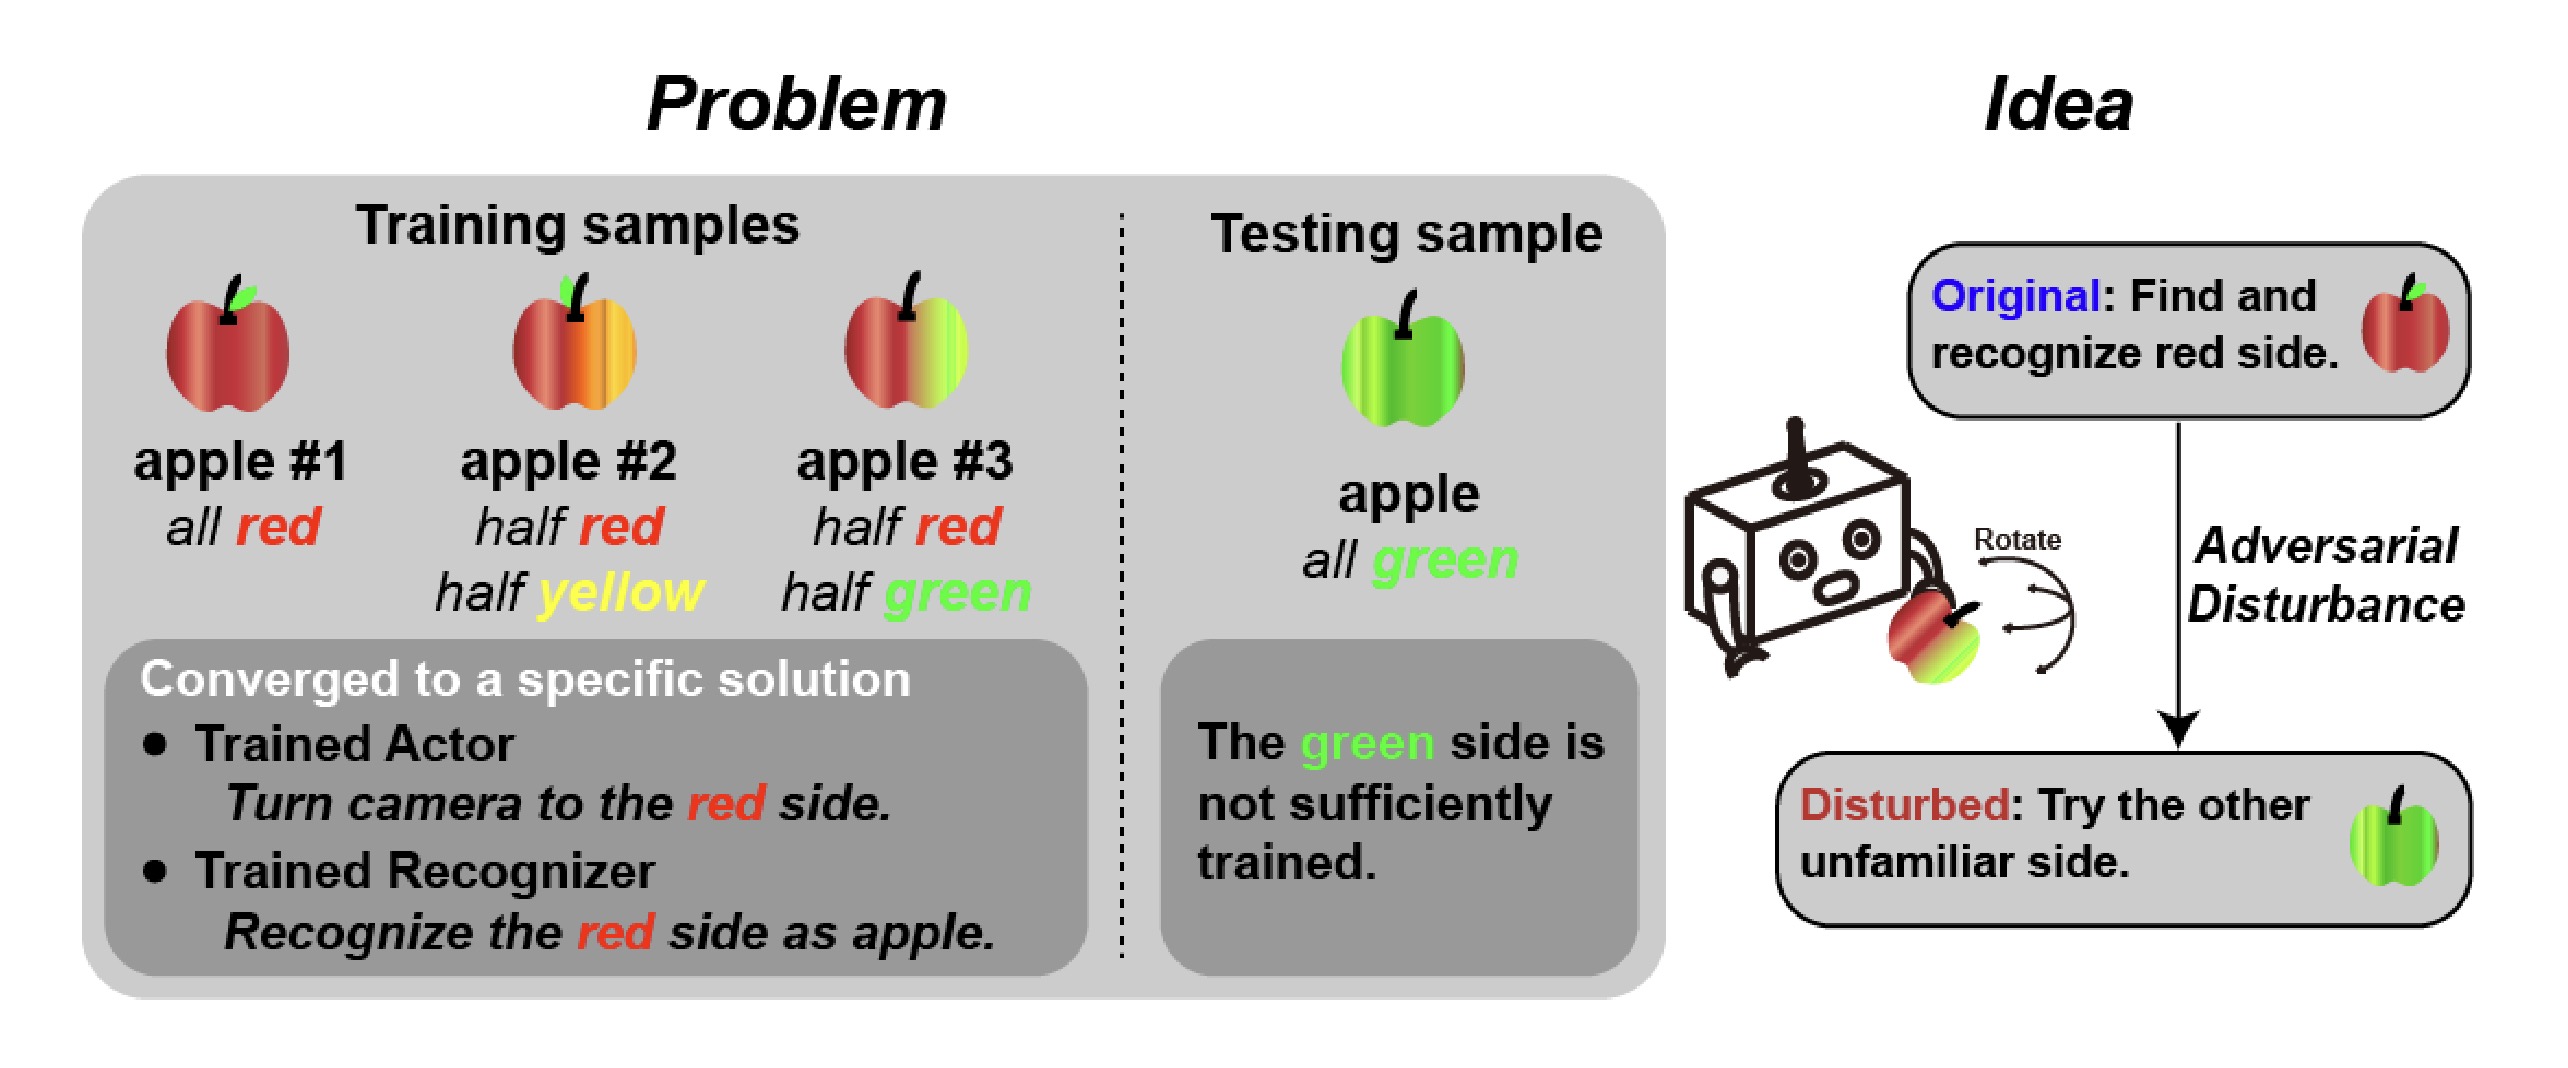 Problem
Training samples
apple #1
all red
apple #2
half red
half yellow
apple #3
half red
half green
Converged to a specific solution
● Trained Actor
Turn camera to the red side.
● Trained Recognizer
Recognize the red side as apple.
Testing sample
apple
all green
The green side is
not sufficiently
trained.
Idea
Original: Find and
recognize red side.
Rotate
Adversarial
Disturbance
Disturbed: Try the other
unfamiliar side.